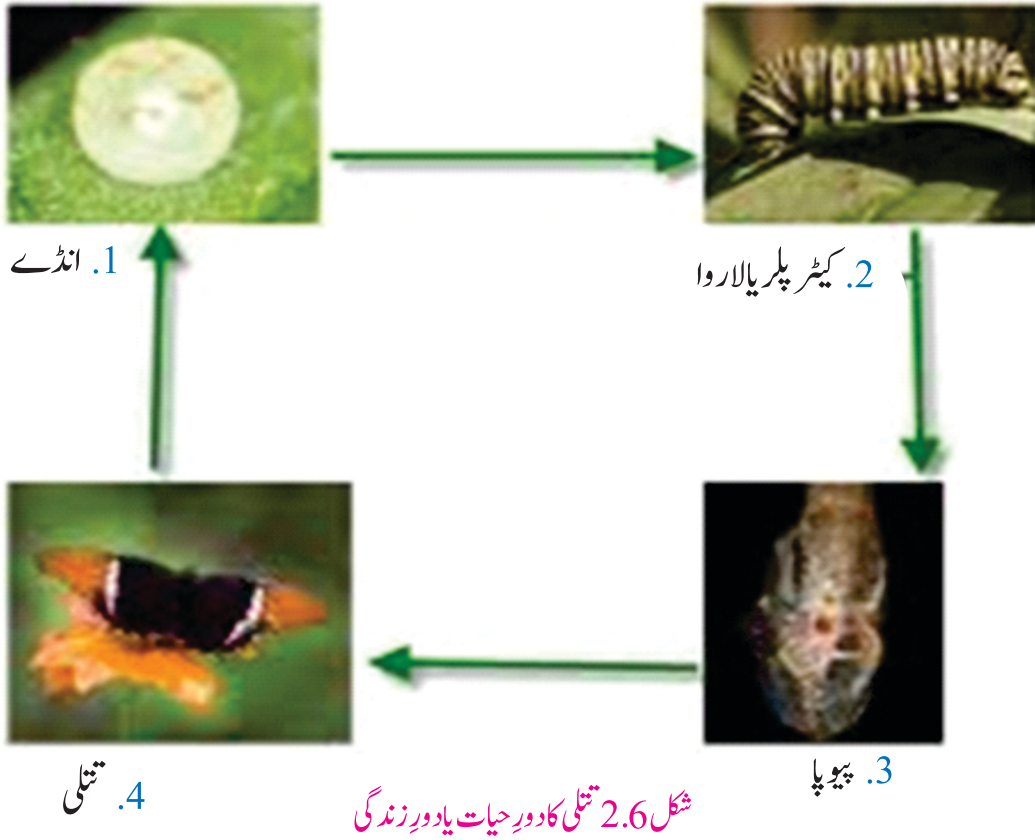 1. انڈے
2. کیٹر پلر یا لاروا
3. پیوپا
4. تتلی
شکل 2.6 تتلی کا دورِ حیات یا دورِ زندگی